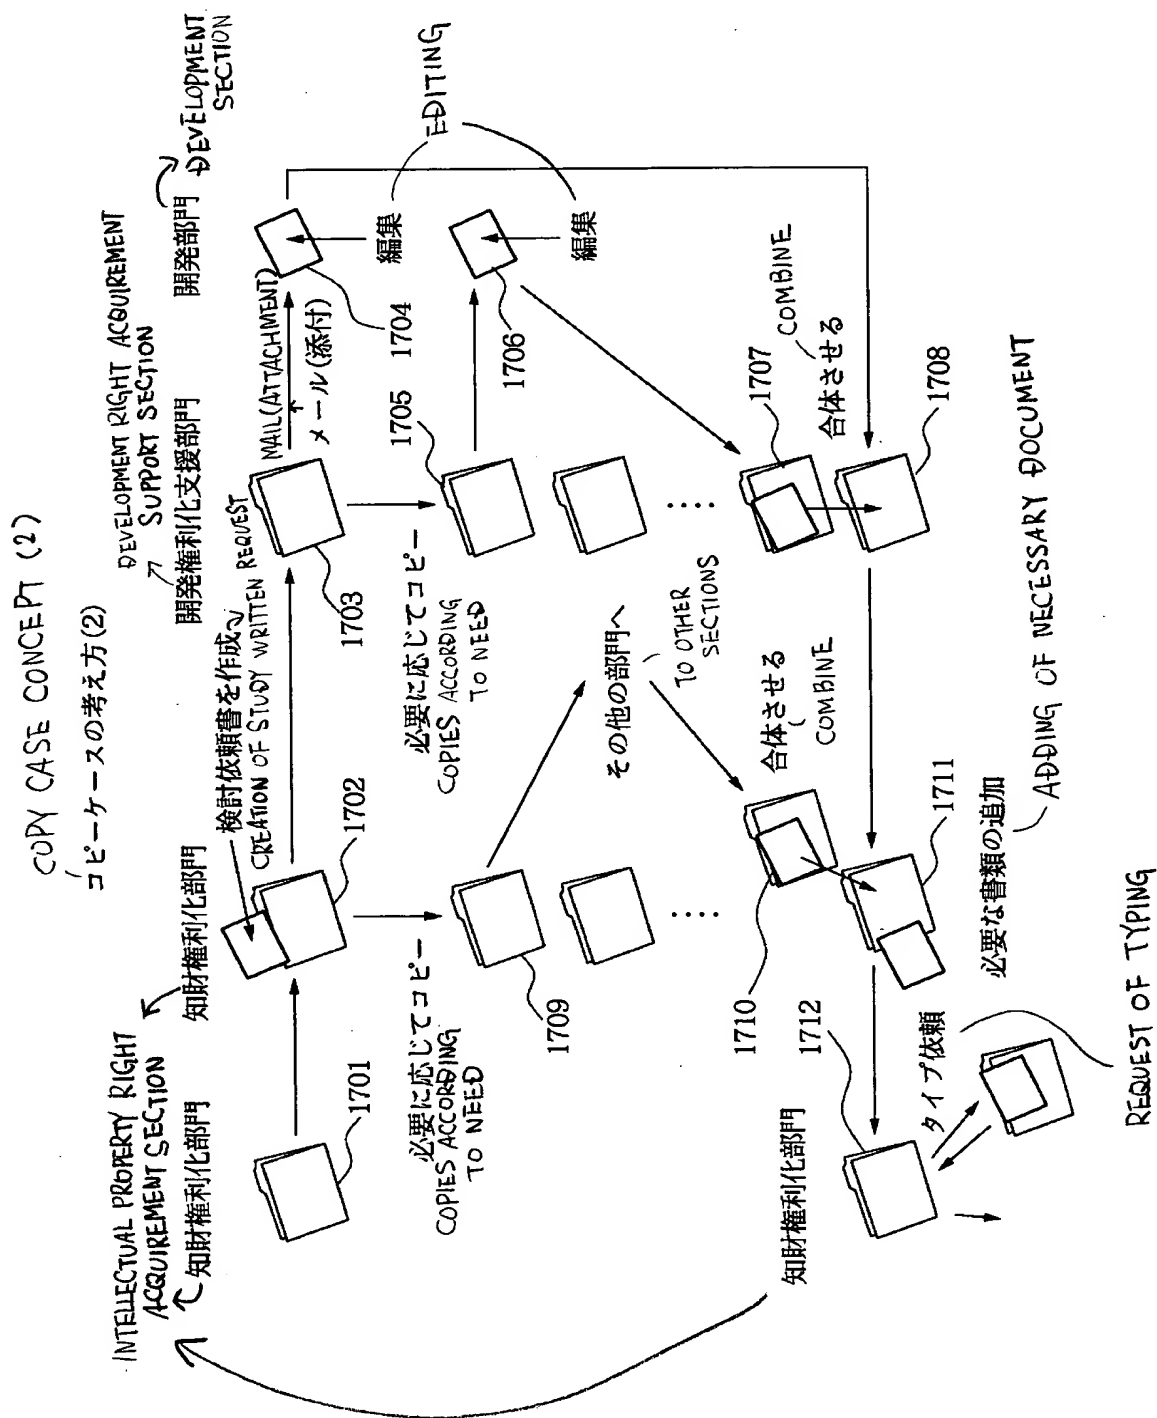 COPY CASE CONCEPT (2)
コピーケースの考え方(2)
INTELLECTUAL PROPERTY RIGHT
ACQUIREMENT SECTION
知財権利化部門
知財権利化部門
DEVELOPMENT RIGHT ACQUIREMENT
SUPPORT SECTION
開発権利化支援部門
DEVELOPMENT
SECTION
開発部門
検討依頼書を作成
CREATION OF STUDY WRITTEN REQUEST
MAIL (ATTACHMENT)
メール(添付)
1701
1702
1703
1704
編集
EDITING
必要に応じてコピー
COPIES ACCORDING
TO NEED
必要に応じてコピー
COPIES ACCORDING
TO NEED
1705
1706
編集
1709
その他の部門へ
TO OTHER
SECTIONS
1707
合体させる
COMBINE
1708
合体させる
COMBINE
1710
1711
必要な書類の追加
ADDING OF NECESSARY DOCUMENT
知財権利化部門
1712
タイプ依頼
REQUEST OF TYPING